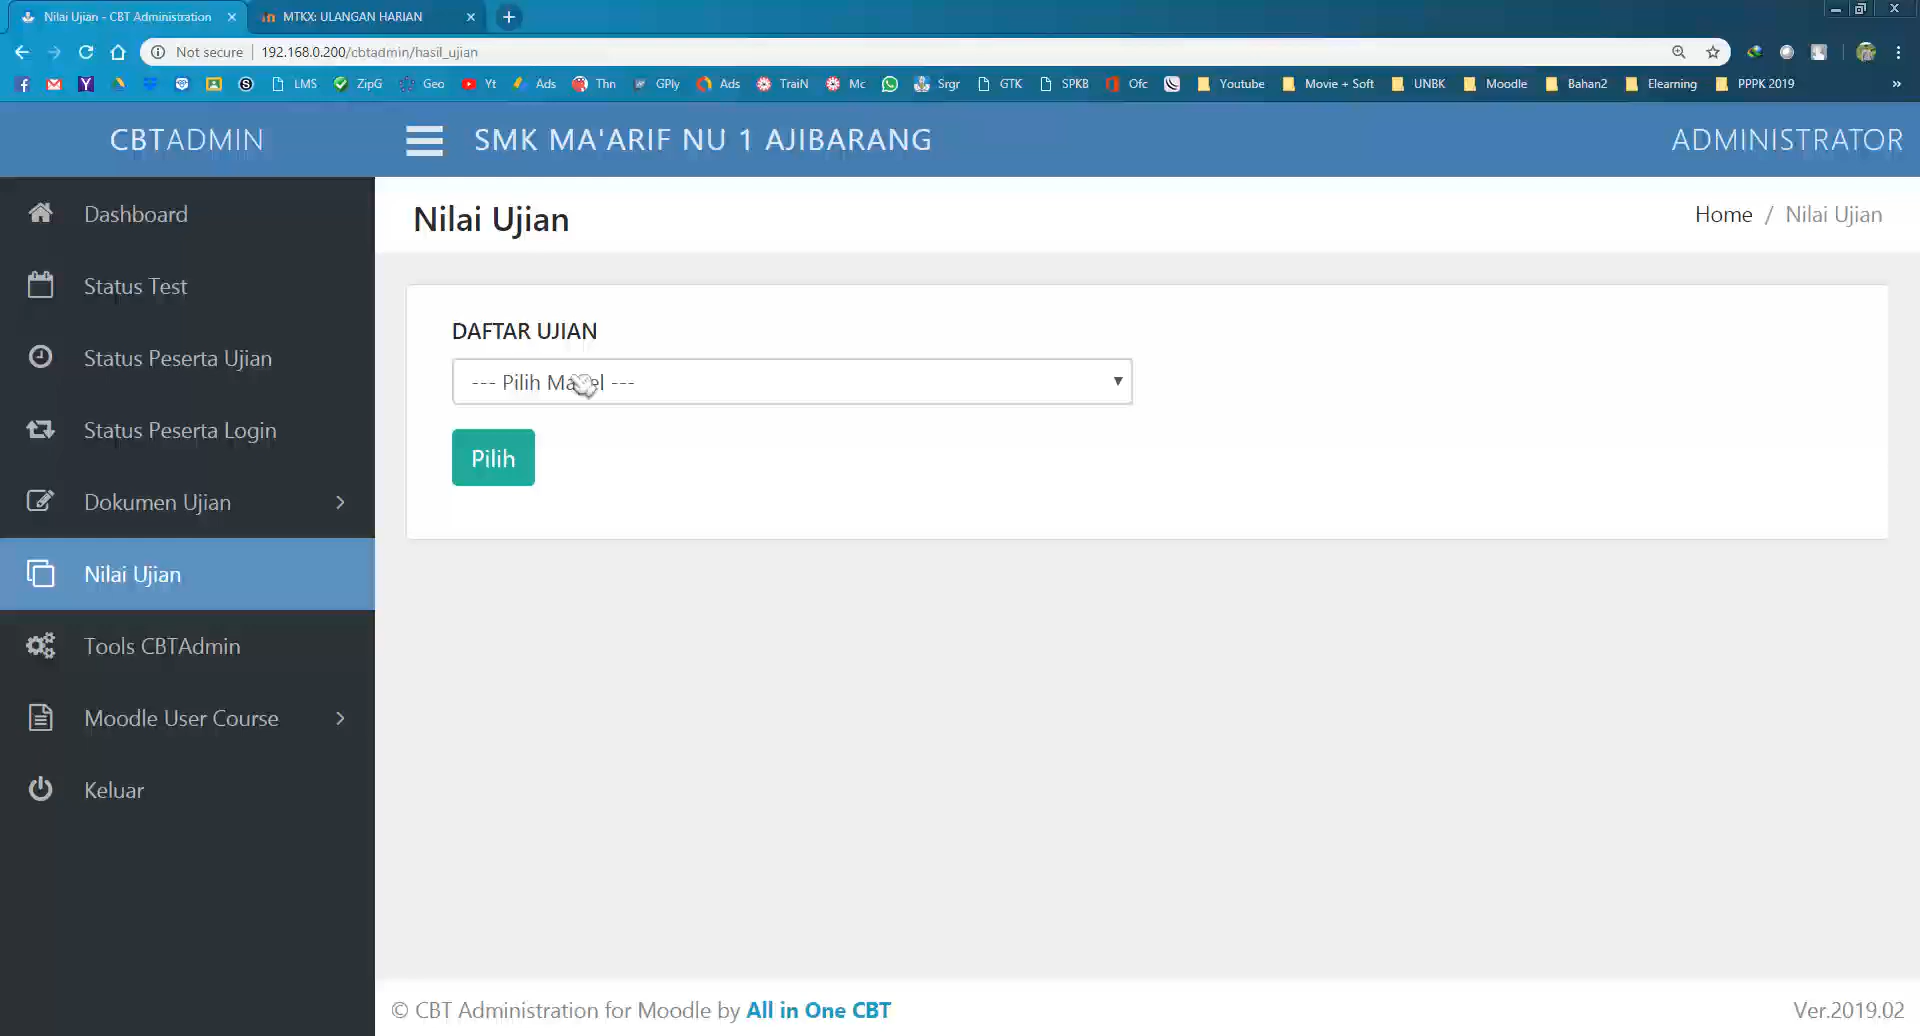 Nilai Ujian - CBT Administration
MTKX: ULANGAN HARIAN
Not secure 192.168.0.200/cbtadmin/hasil_ujian
LMS ZipG Geo Yt Ads Thn GPly Ads TraiN Mc Srgr GTK SPKB Ofc Youtube Movie + Soft UNBK Moodle Bahan2 Elearning PPPK 2019 »
CBTADMIN
SMK MA'ARIF NU 1 AJIBARANG
ADMINISTRATOR
Dashboard
Status Test
Status Peserta Ujian
Status Peserta Login
Dokumen Ujian
Nilai Ujian
Tools CBTAdmin
Moodle User Course
Keluar
Nilai Ujian
Home / Nilai Ujian
DAFTAR UJIAN
--- Pilih Mapel ---
Pilih
© CBT Administration for Moodle by All in One CBT
Ver.2019.02